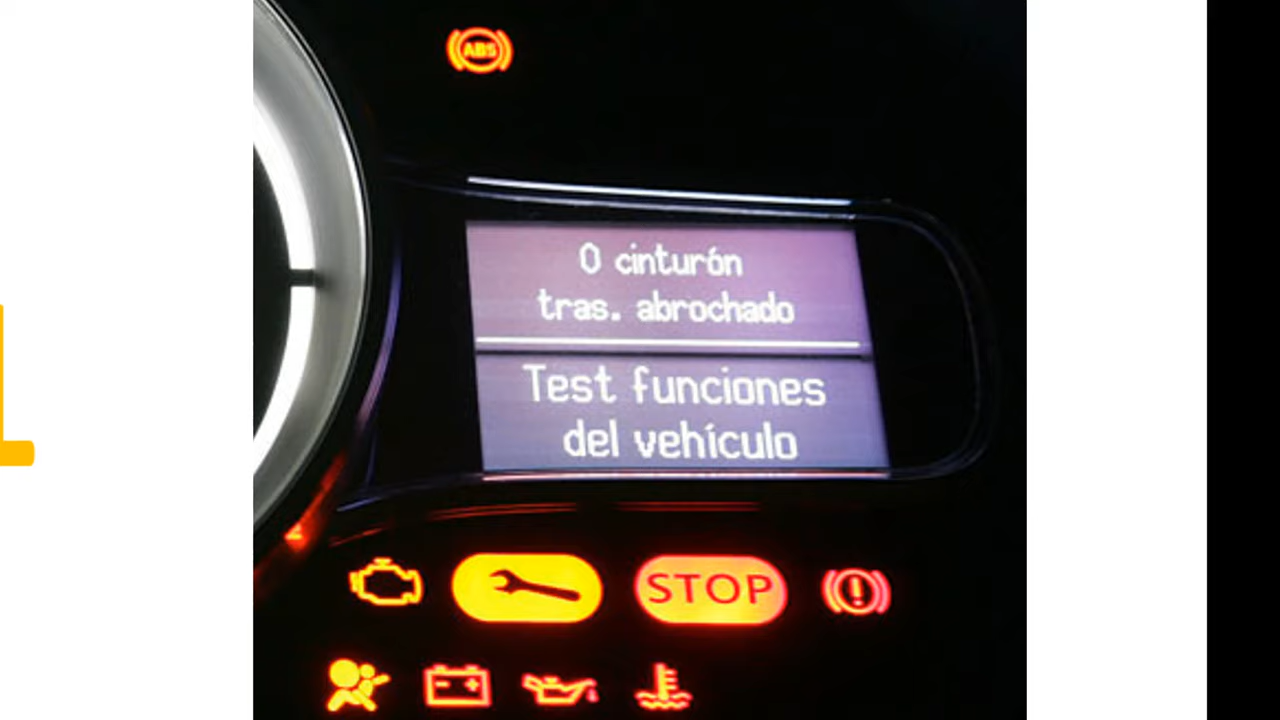 ABS
0 cinturón
tras. abrochado
Test funciones
del vehículo
STOP